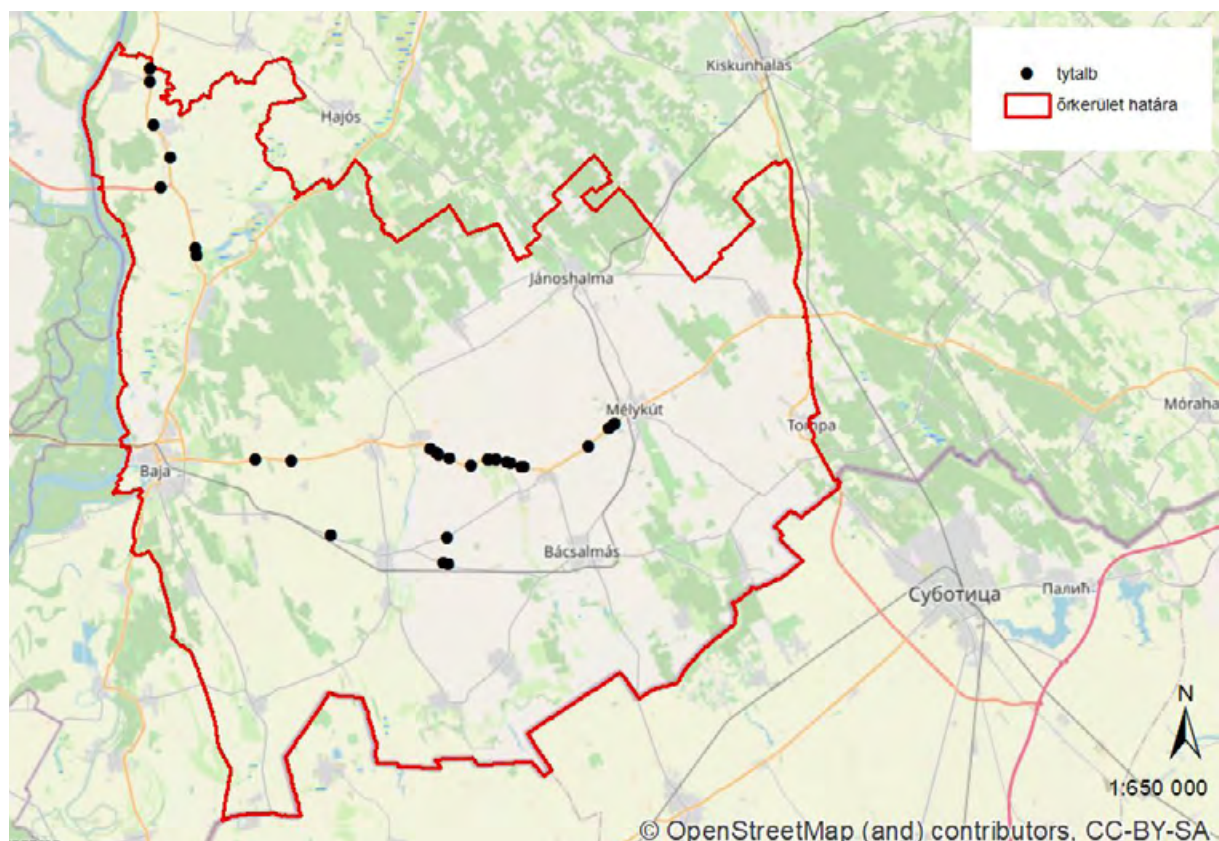 Kiskunhalas
tytalb
őrkerület határa
Hajós
Jánoshalma
Mélykút
Móraha
Tompa
Baja
Bácsalmás
Суботица
Палић
N
1:650 000
© OpenStreetMap (and) contributors, CC-BY-SA